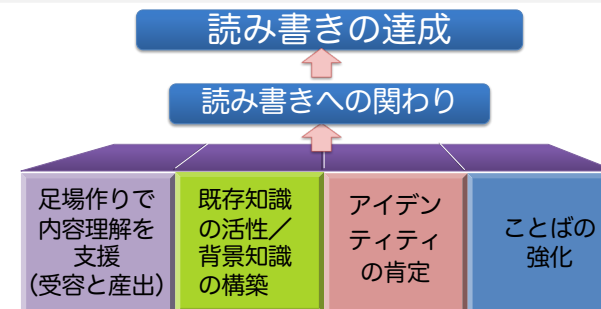 読み書きの達成
読み書きへの関わり
足場作りで
内容理解を
支援
(受容と産出)
既存知識
の活性／
背景知識
の構築
アイデン
ティティ
の肯定
ことばの
強化